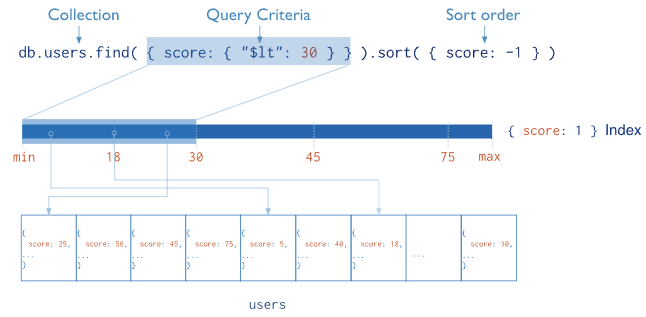 Collection Query Criteria Sort order
db.users.find( { score: { "$lt": 30 } } ).sort( { score: -1 } )
{ score: 1 } Index
min 18 30 45 75 max
{ { { { { { { {
score: 25, score: 56, score: 45, score: 75, score: 5, score: 40, score: 18, score: 30,
... ... ... ... ... ... ... ... ...
} } } } } } } }
users